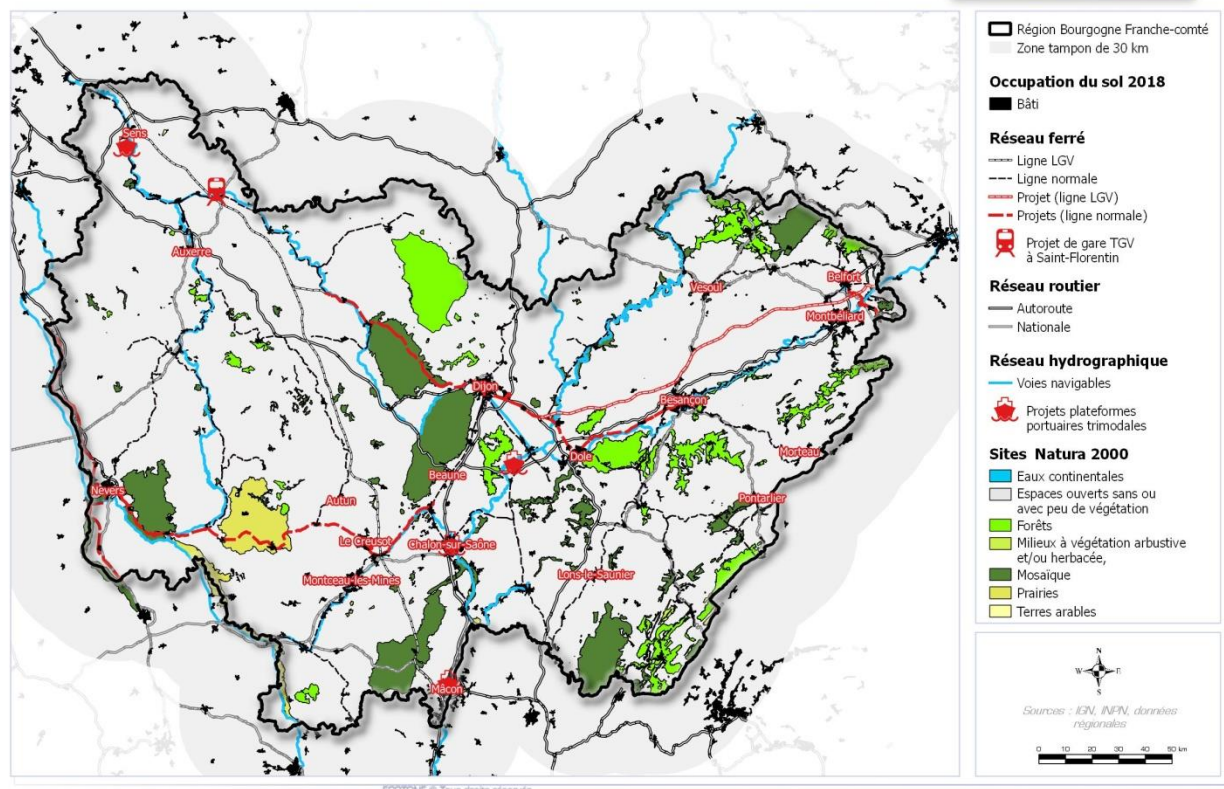 Sens
Auxerre
Vesoul
Belfort
Montbéliard
Dijon
Besançon
Dole
Beaune
Morteau
Nevers
Autun
Pontarlier
Le Creusot
Chalon-sur-Saône
Montceau-les-Mines
Lons-le-Saunier
Mâcon
Région Bourgogne Franche-comté
Zone tampon de 30 km
Occupation du sol 2018
Bâti
Réseau ferré
Ligne LGV
Ligne normale
Projet (ligne LGV)
Projets (ligne normale)
Projet de gare TGV
à Saint-Florentin
Réseau routier
Autoroute
Nationale
Réseau hydrographique
Voies navigables
Projets plateformes
portuaires trimodales
Sites Natura 2000
Eaux continentales
Espaces ouverts sans ou
avec peu de végétation
Forêts
Milieux à végétation arbustive
et/ou herbacée,
Mosaïque
Prairies
Terres arables
N
W E
S
Sources : IGN, INPN, données
régionales
0 10 20 30 40 50 km